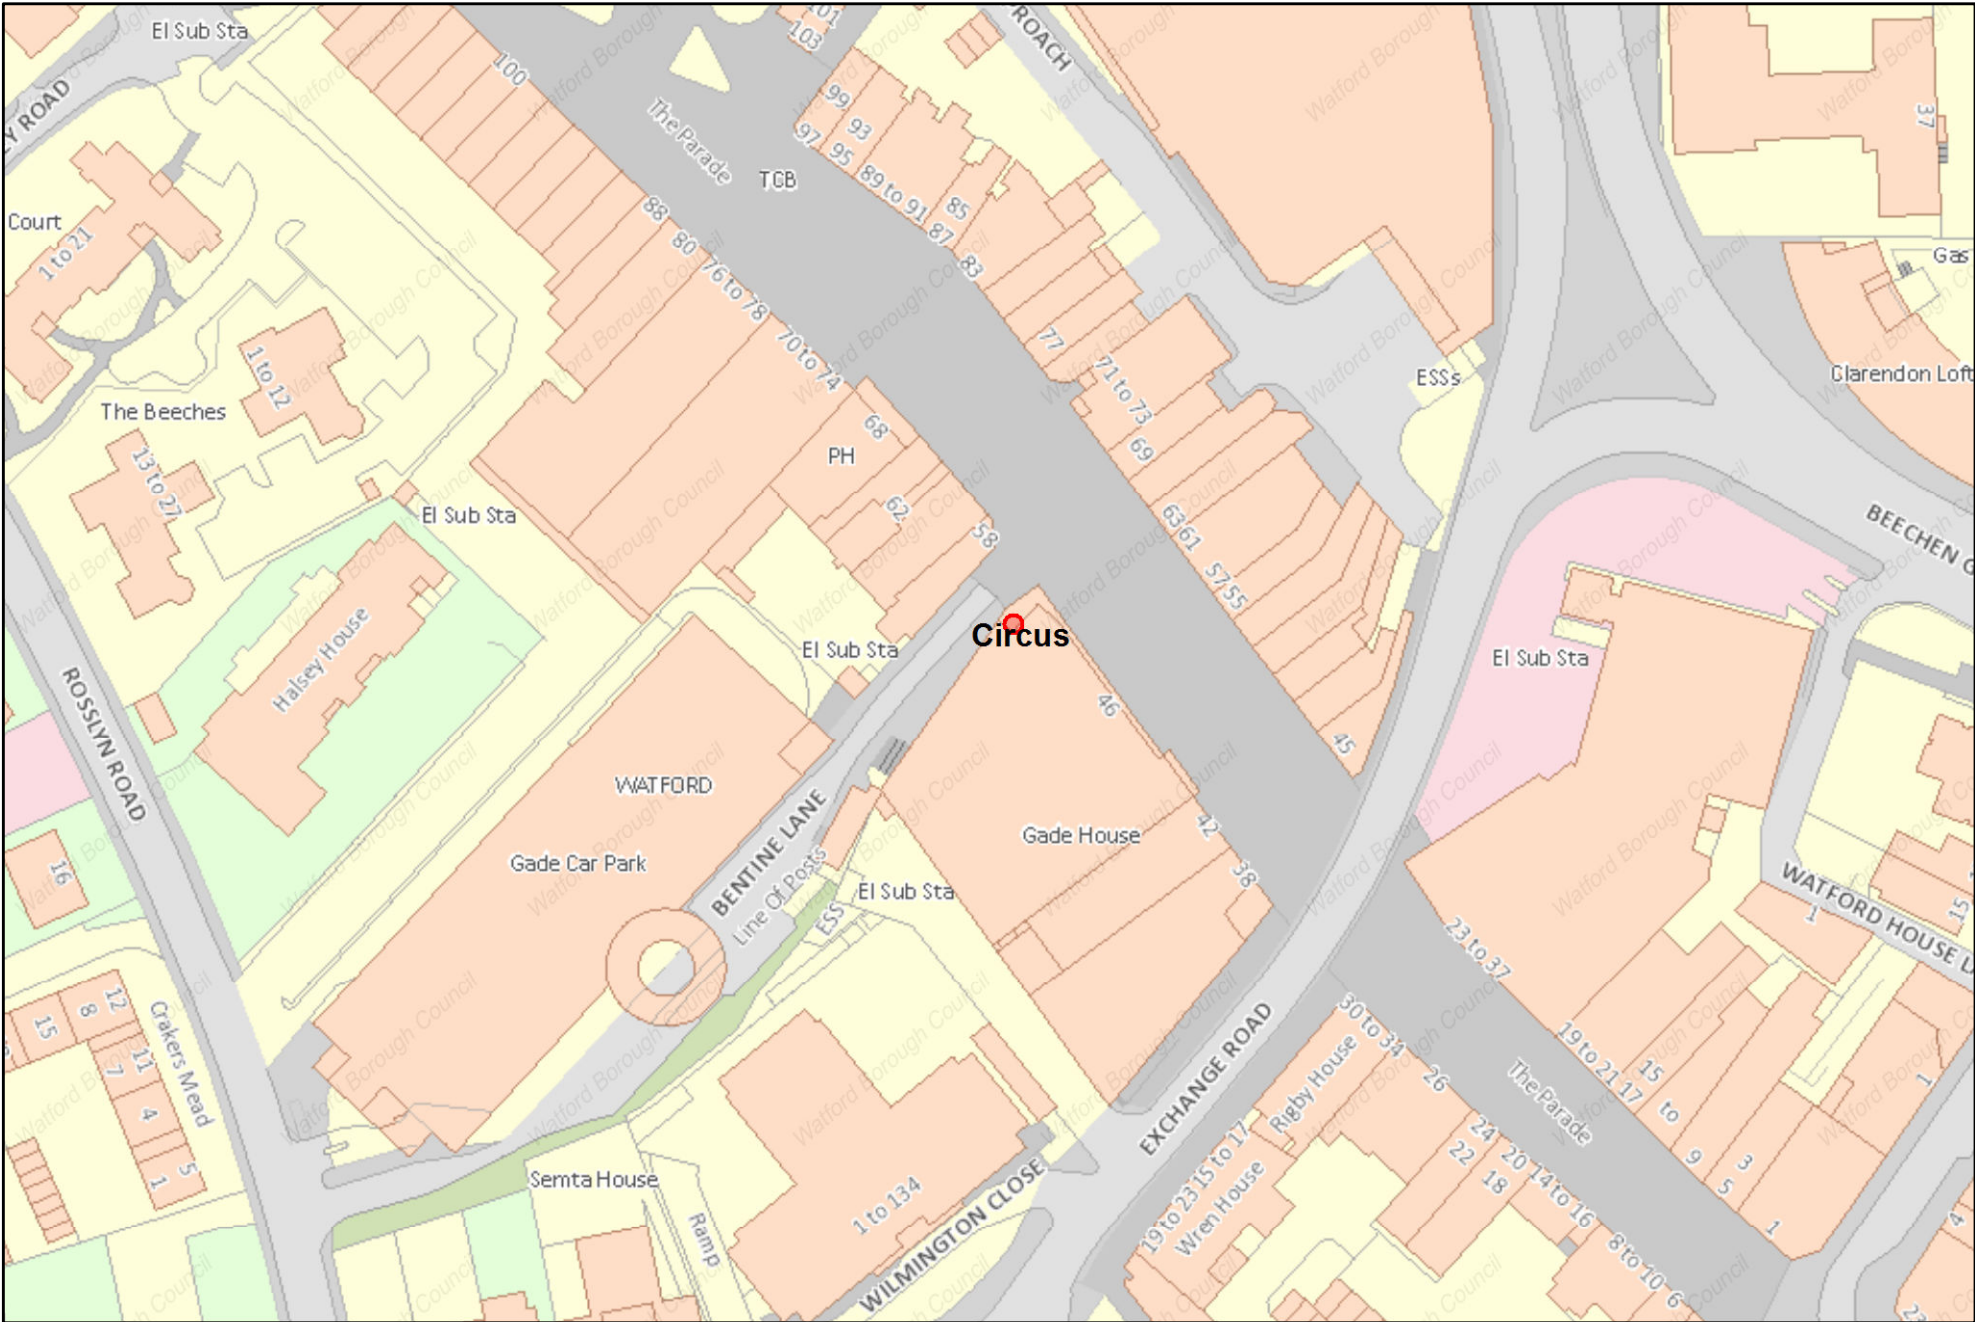 El Sub Sta
100
101
103
ROACH
Y ROAD
The Parade
99
97
93
95
89 to 91
TCB
85
87
83
37
Court
1 to 21
88
80
76 to 78
70 to 74
77
71 to 73
69
Gas
ESSs
Clarendon Loft
1 to 12
The Beeches
13 to 27
El Sub Sta
68
PH
62
58
6361
5755
BEECHEN G
Halsey House
El Sub Sta
Circus
El Sub Sta
46
45
ROSSLYN ROAD
WATFORD
Gade House
42
38
Gade Car Park
BENTINE LANE
Line Of Posts
El Sub Sta
ESS
16
WATFORD HOUSE L
1
15
23 to 37
12
8
15
11
7
4
5
1
Crakers Mead
EXCHANGE ROAD
30 to 34
Rigby House
26
24
22
20
18
14 to 16
8 to 10
6
The Parade
19 to 21
17
15
to
9
5
3
1
1
4
23
Semta House
Ramp
1 to 134
WILMINGTON CLOSE
19 to 23
15 to 17
Wren House
Watford Borough Council